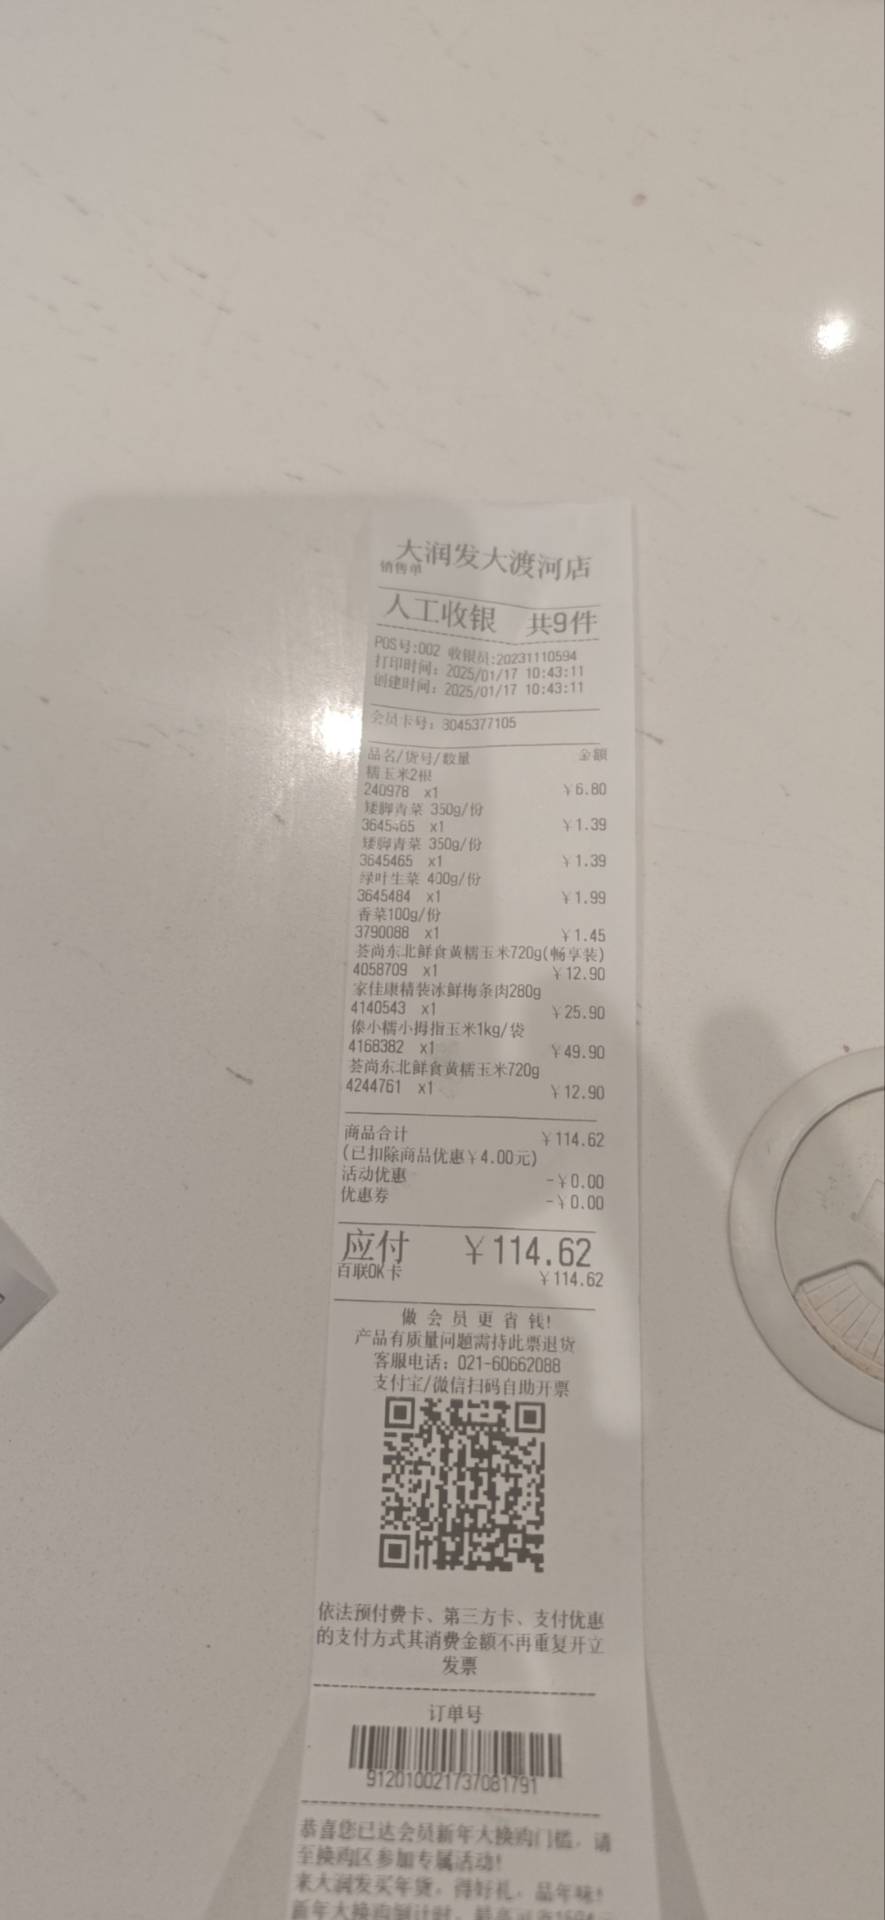 大润发大渡河店
销售单
人工收银 共9件
POS号:002 收银员:20231110594
打印时间: 2025/01/17 10:43:11
创建时间: 2025/01/17 10:43:11
会员卡号: 3045377105
品名/货号/数量 金额
糯玉米2根
240978 x1 ¥6.80
矮脚青菜 350g/份
3645465 x1 ¥1.39
矮脚青菜 350g/份
3645465 x1 ¥1.39
绿叶生菜 400g/份
3645484 x1 ¥1.99
香菜100g/份
3790088 x1 ¥1.45
荟尚东北鲜食黄糯玉米720g(畅享装)
4058709 x1 ¥12.90
家佳康精装冰鲜梅条肉280g
4140543 x1 ¥25.90
傣小糯小拇指玉米1kg/袋
4168382 x1 ¥49.90
荟尚东北鲜食黄糯玉米720g
4244761 x1 ¥12.90
商品合计 ¥114.62
(已扣除商品优惠¥4.00元)
活动优惠 -¥0.00
优惠券 -¥0.00
应付 ¥114.62
百联OK卡 ¥114.62
做会员更省钱!
产品有质量问题需持此票退货
客服电话: 021-60662088
支付宝/微信扫码自助开票
依法预付费卡、第三方卡、支付优惠
的支付方式其消费金额不再重复开立
发票
订单号
912010021737081791
恭喜您已达会员新年大换购门槛, 请
至换购区参加专属活动!
来大润发买年货, 得好礼, 品年味!
新年大换购倒计时,